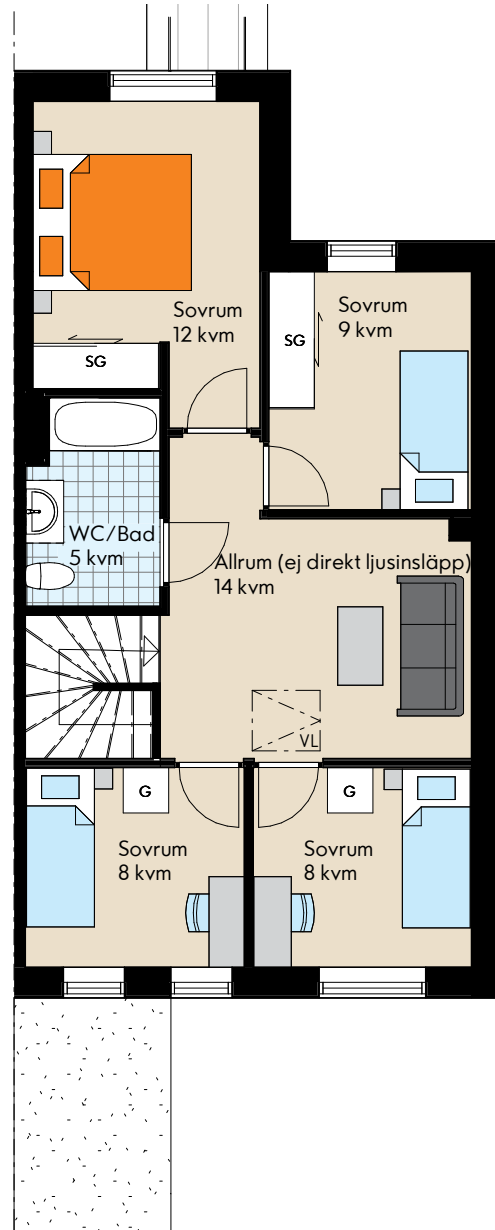 Sovrum
12 kvm
SG
Sovrum
9 kvm
SG
WC/Bad
5 kvm
Allrum (ej direkt ljusinsläpp)
14 kvm
VL
G
G
Sovrum
8 kvm
Sovrum
8 kvm